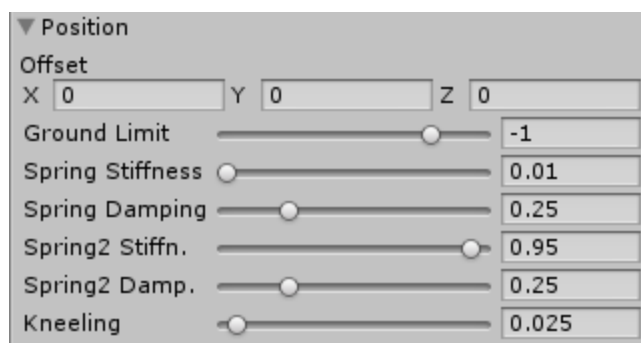 Position
Offset
X 0 Y 0 Z 0
Ground Limit -1
Spring Stiffness 0.01
Spring Damping 0.25
Spring2 Stiffn. 0.95
Spring2 Damp. 0.25
Kneeling 0.025